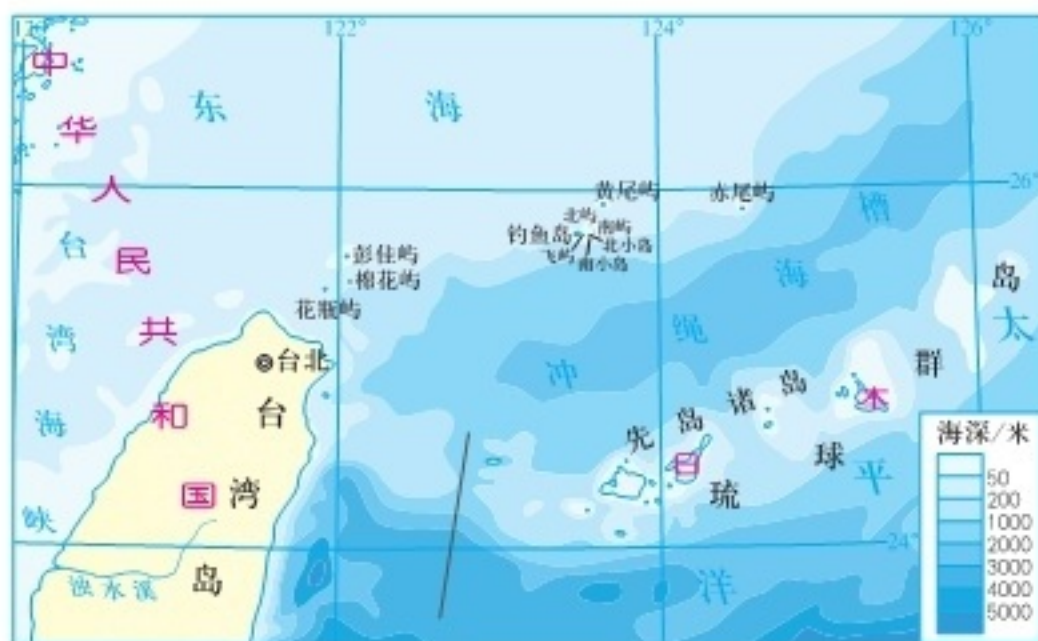 120°
122°
124°
126°
中华人民共和国
东海
26°
黄尾屿
赤尾屿
北屿
南屿
钓鱼岛
北小岛
飞屿
南小岛
彭佳屿
棉花屿
花瓶屿
台湾海峡
冲绳海槽
台北
台湾岛
浊水溪
先岛诸岛
琉球群岛
日本
太平洋
24°
海深/米
50
200
1000
2000
3000
4000
5000